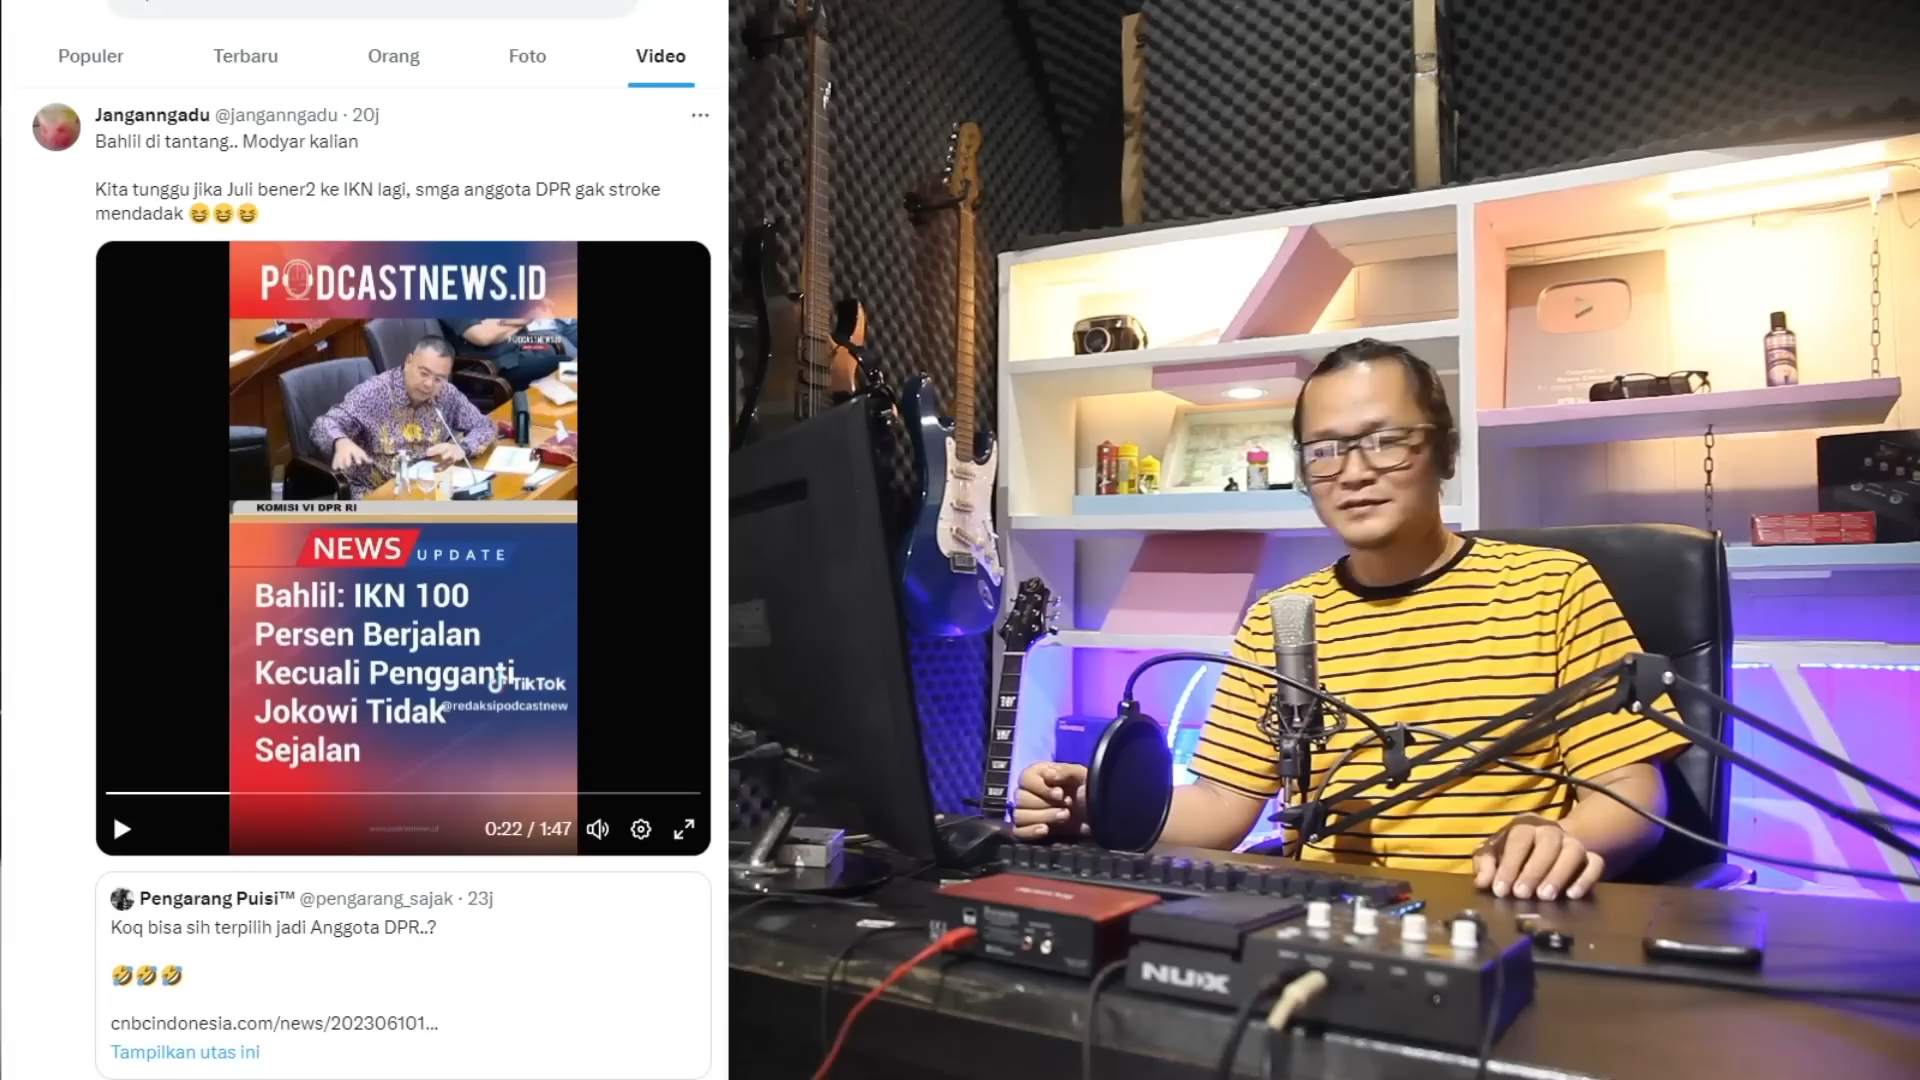 Populer
Terbaru
Orang
Foto
Video
Janganngadu @janganngadu · 20j
Bahlil di tantang.. Modyar kalian
Kita tunggu jika Juli bener2 ke IKN lagi, smga anggota DPR gak stroke
mendadak 😆😆😆
PODCASTNEWS.ID
PODCASTNEWS.ID
KOMISI VI DPR RI
NEWS UPDATE
Bahlil: IKN 100
Persen Berjalan
Kecuali Pengganti
Jokowi Tidak
Sejalan
TikTok
@redaksipodcastnew
0:22 / 1:47
Pengarang Puisi™ @pengarang_sajak · 23j
Koq bisa sih terpilih jadi Anggota DPR..?
🤣🤣🤣
cnbcindonesia.com/news/202306101...
Tampilkan utas ini
NUX